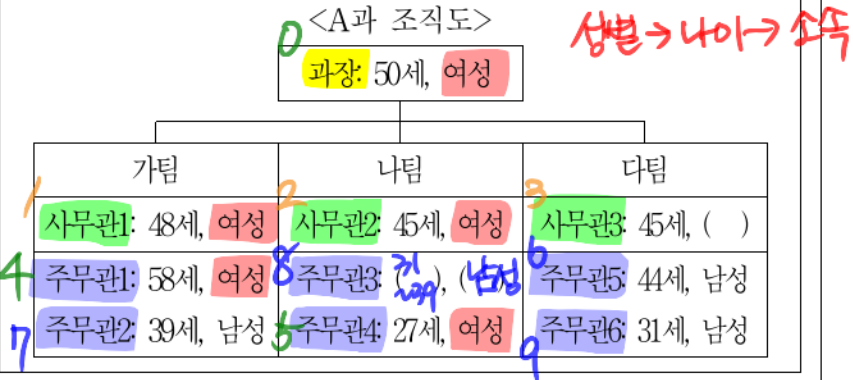 <A과 조직도>
성별→나이→소속
0
과장: 50세, 여성
가팀 나팀 다팀
1 2 3
사무관1: 48세, 여성 사무관2: 45세, 여성 사무관3: 45세, ( )
4 8 6
주무관1: 58세, 여성 주무관3: (31~39), (남성) 주무관5: 44세, 남성
7 5 9
주무관2: 39세, 남성 주무관4: 27세, 여성 주무관6: 31세, 남성